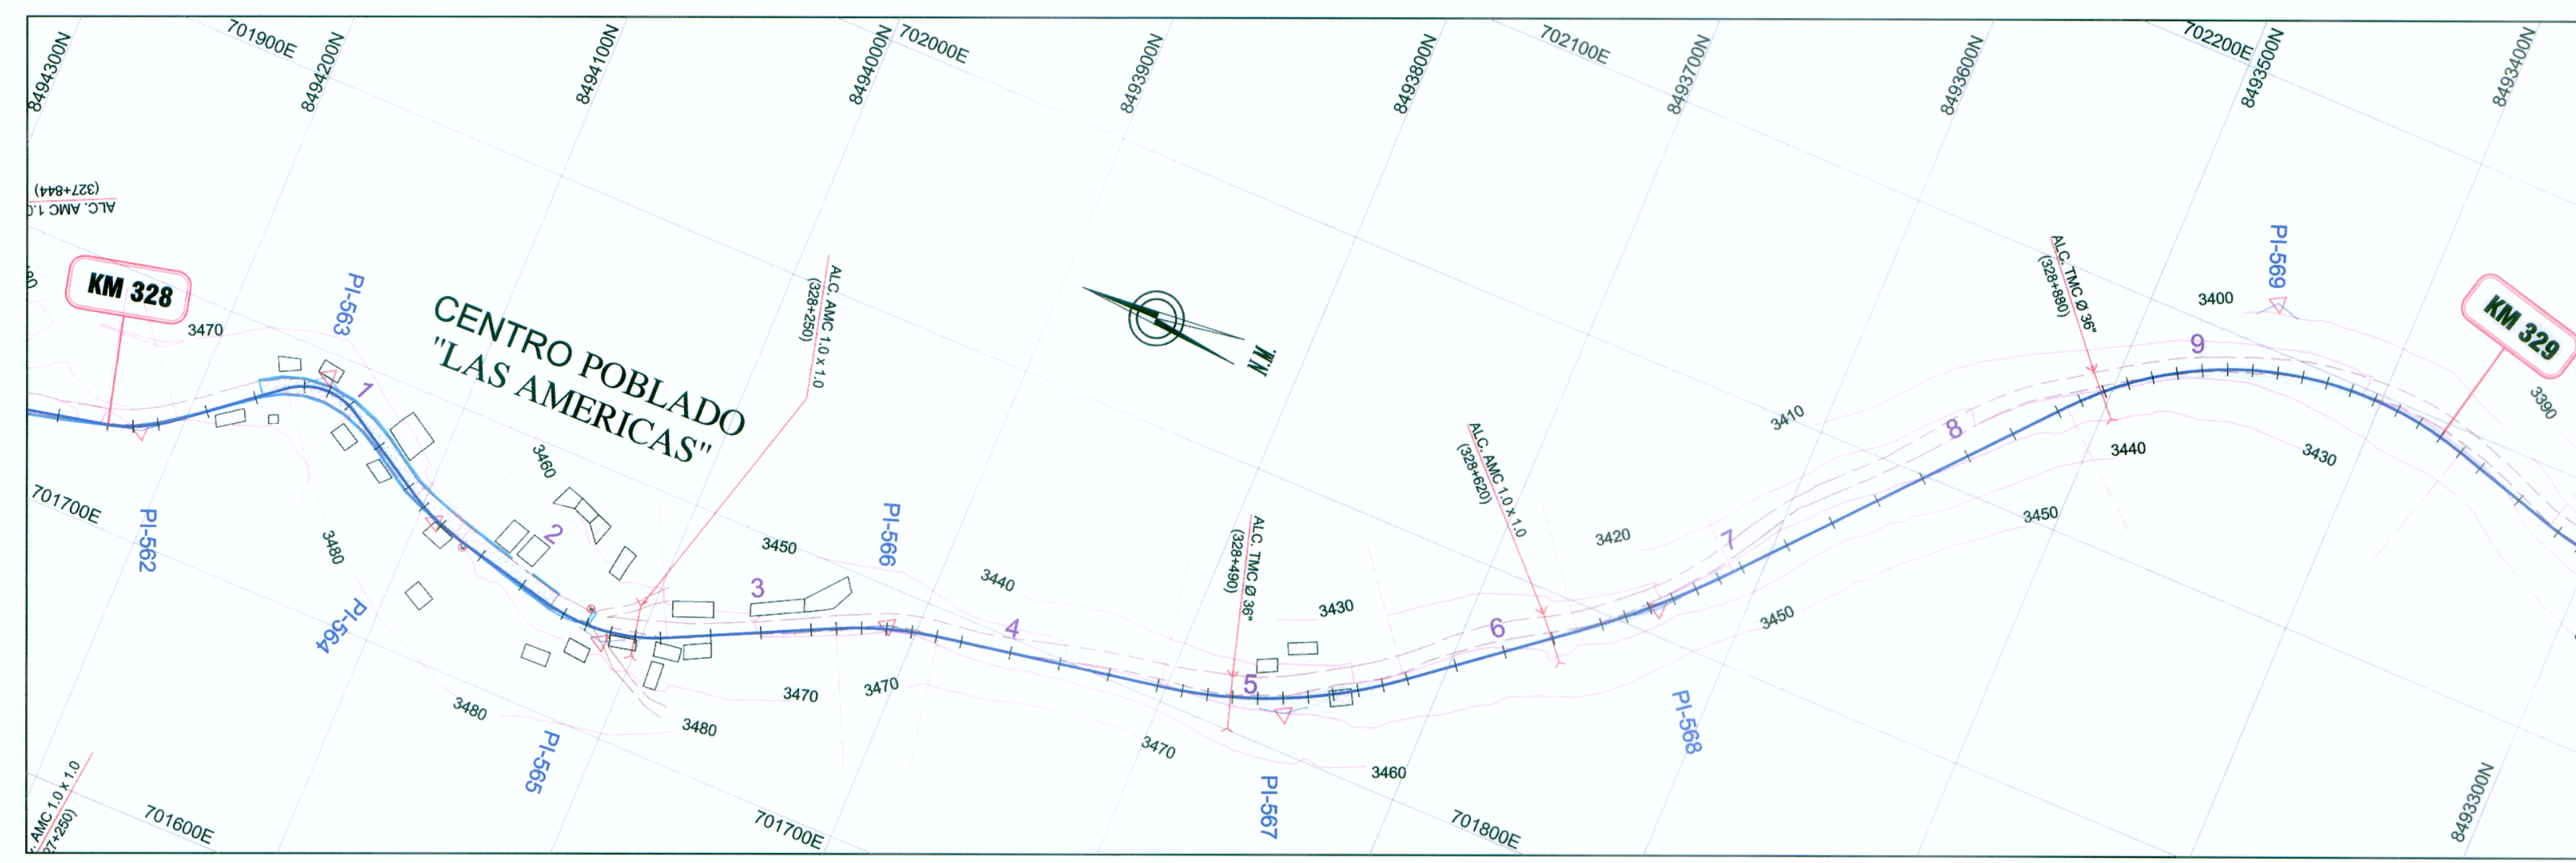 8494300N
701900E
8494200N
8494100N
8494000N
702000E
8493900N
8493800N
702100E
8493700N
8493600N
702200E
8493500N
8493400N
(327+844)
ALC. AMC 1.0
KM 328
3470
PI-563
1
CENTRO POBLADO
"LAS AMERICAS"
ALC. AMC 1.0 x 1.0
(328+250)
N.M.
ALC. TMC Ø 36"
(328+880)
PI-569
3400
9
KM 329
3390
3410
8
3440
3430
ALC. AMC 1.0 x 1.0
(328+620)
3460
701700E
PI-562
3480
2
3450
PI-566
3440
ALC. TMC Ø 36"
(328+490)
3420
7
3450
PI-564
3
4
3430
6
3450
3480
3470
3470
5
3480
PI-565
3470
3460
PI-567
PI-568
AMC 1.0 x 1.0
27+250)
701600E
701700E
701800E
8493300N